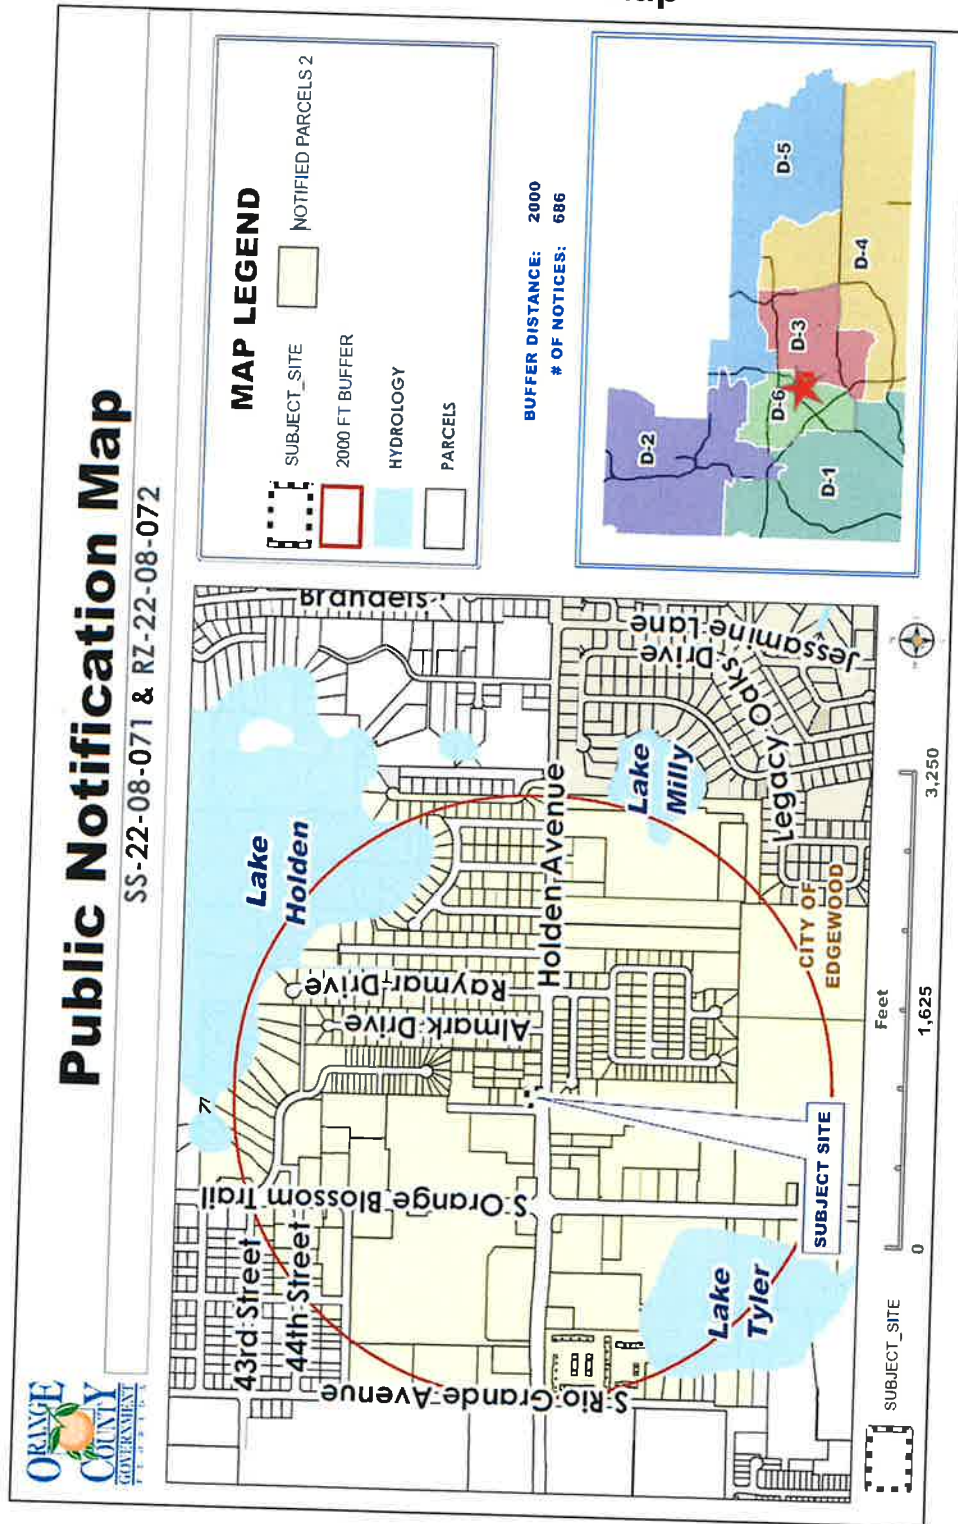 Map
Public Notification Map
SS-22-08-071 & RZ-22-08-072
ORANGE
COUNTY
GOVERNMENT
FLORIDA
MAP LEGEND
SUBJECT_SITE
NOTIFIED PARCELS 2
2000 FT BUFFER
HYDROLOGY
PARCELS
BUFFER DISTANCE: 2000
# OF NOTICES: 686
D-2
D-5
D-6
D-3
D-4
D-1
Lake
Holden
77
43rd Street
44th Street
S Orange Blossom Trail
S Rio Grande Avenue
Almark Drive
Raymar Drive
Holden Avenue
Brandeis
Lake
Milly
Legacy Oaks Drive
Jessamine Lane
CITY OF
EDGEWOOD
Lake
Tyler
SUBJECT SITE
SUBJECT_SITE
Feet
0
1,625
3,250